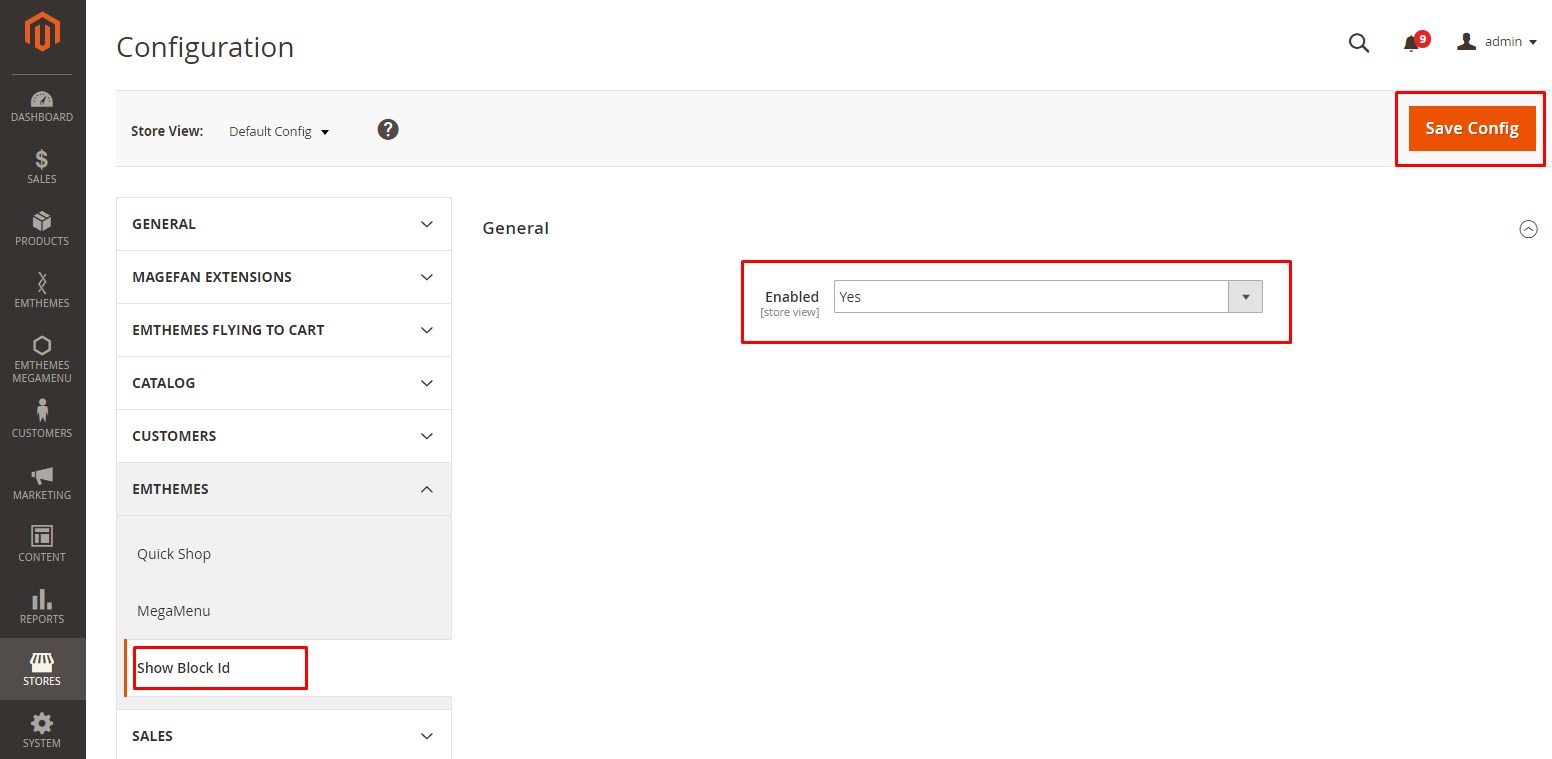 Configuration
9
admin
Store View:
Default Config
?
Save Config
DASHBOARD
SALES
PRODUCTS
EMTHEMES
EMTHEMES
MEGAMENU
CUSTOMERS
MARKETING
CONTENT
REPORTS
STORES
SYSTEM
GENERAL
MAGEFAN EXTENSIONS
EMTHEMES FLYING TO CART
CATALOG
CUSTOMERS
EMTHEMES
Quick Shop
MegaMenu
Show Block Id
SALES
General
Enabled
[store view]
Yes